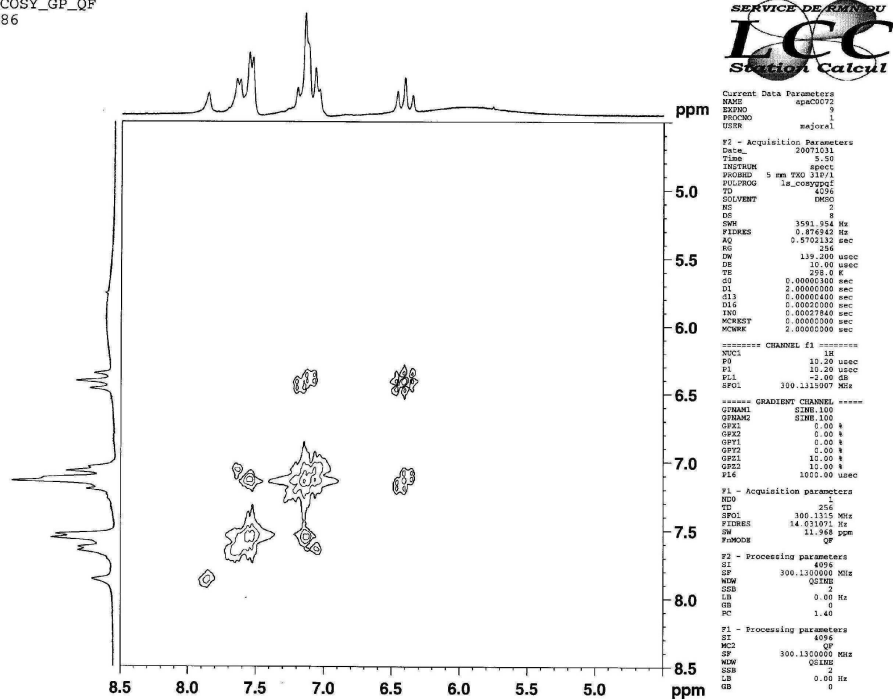 COSY_GP_QF
86
SERVICE DE RMN DU
LCC
Station Calcul
Current Data Parameters
NAME apaC0072
EXPNO 9
PROCNO 1
USER majoral
F2 - Acquisition Parameters
Date_ 20071031
Time 5.50
INSTRUM spect
PROBHD 5 mm TXO 31P/1
PULPROG ls_cosygpqf
TD 4096
SOLVENT DMSO
NS 2
DS 8
SWH 3591.954 Hz
FIDRES 0.876942 Hz
AQ 0.5702132 sec
RG 256
DW 139.200 usec
DE 10.00 usec
TE 298.0 K
d0 0.00000300 sec
D1 2.00000000 sec
d13 0.00000400 sec
D16 0.00020000 sec
IN0 0.00027840 sec
MCREST 0.00000000 sec
MCWRK 2.00000000 sec
======== CHANNEL f1 ========
NUC1 1H
P0 10.20 usec
P1 10.20 usec
PL1 -2.00 dB
SFO1 300.1315007 MHz
====== GRADIENT CHANNEL =====
GPNAM1 SINE.100
GPNAM2 SINE.100
GPX1 0.00 %
GPX2 0.00 %
GPY1 0.00 %
GPY2 0.00 %
GPZ1 10.00 %
GPZ2 10.00 %
P16 1000.00 usec
F1 - Acquisition parameters
ND0 1
TD 256
SFO1 300.1315 MHz
FIDRES 14.031071 Hz
SW 11.968 ppm
FnMODE QF
F2 - Processing parameters
SI 4096
SF 300.1300000 MHz
WDW QSINE
SSB 2
LB 0.00 Hz
GB 0
PC 1.40
F1 - Processing parameters
SI 4096
MC2 QF
SF 300.1300000 MHz
WDW QSINE
SSB 2
LB 0.00 Hz
GB 0
ppm
5.0
5.5
6.0
6.5
7.0
7.5
8.0
8.5
8.5 8.0 7.5 7.0 6.5 6.0 5.5 5.0 ppm